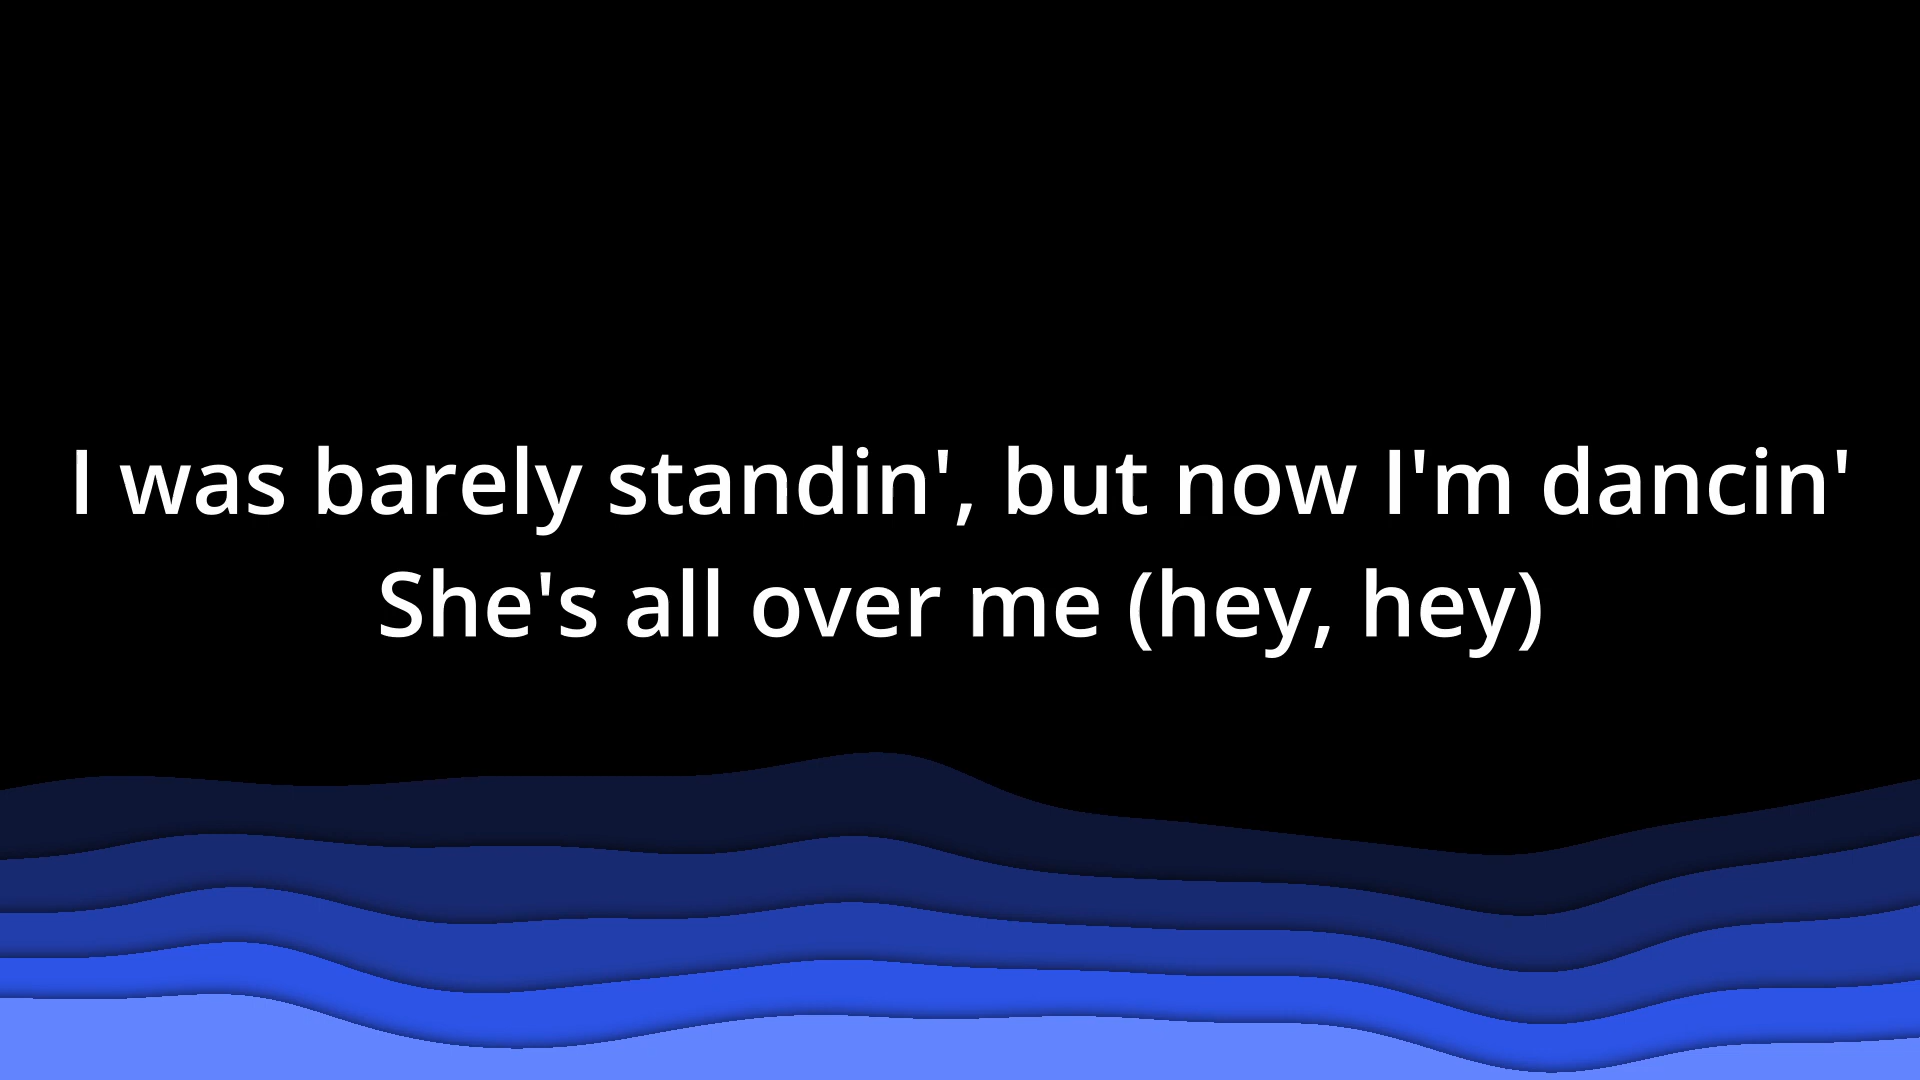 I was barely standin', but now I'm dancin'
She's all over me (hey, hey)